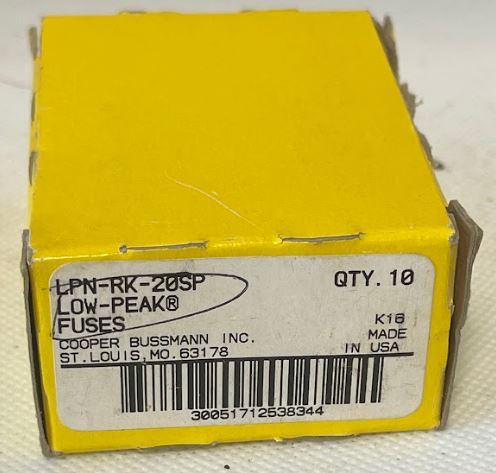 LPN-RK-20SP QTY. 10
LOW-PEAK®
FUSES K18
COOPER BUSSMANN INC. MADE
ST. LOUIS, MO. 63178 IN USA
30051712538344